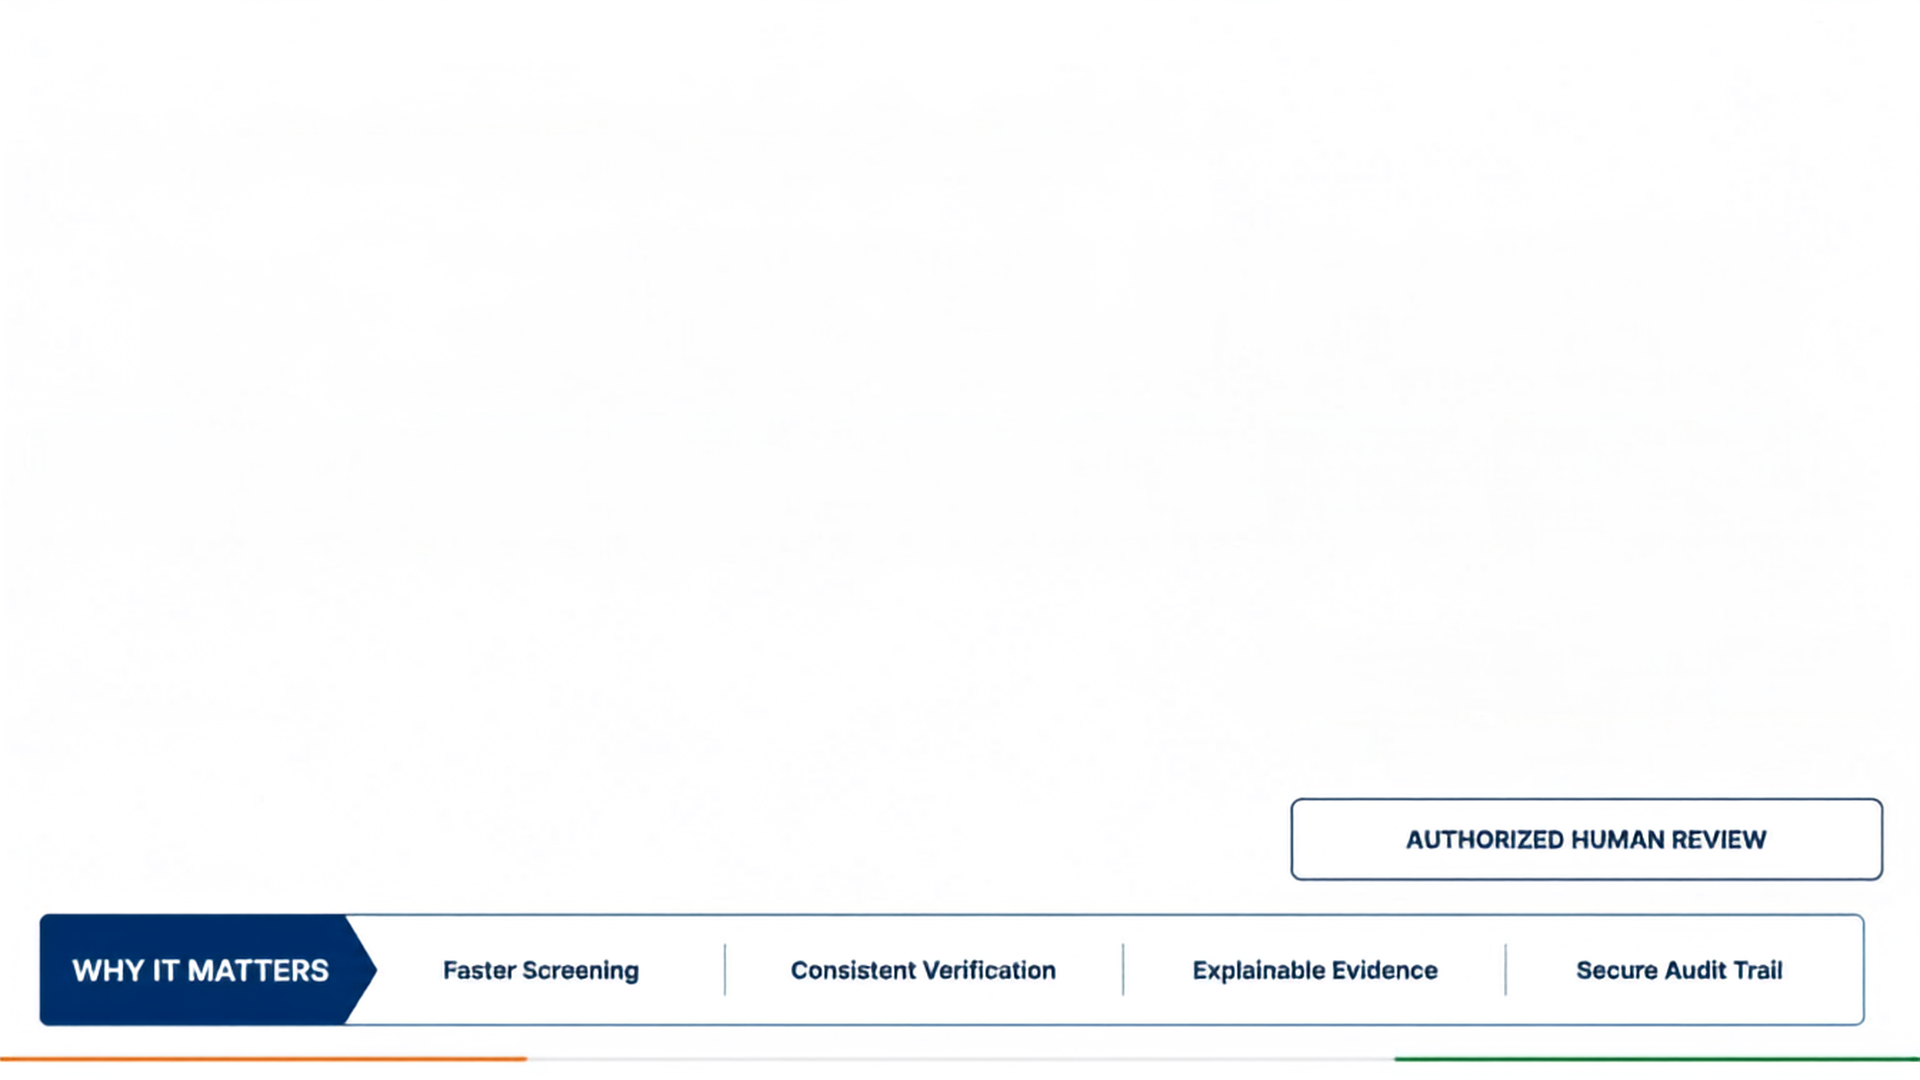 AUTHORIZED HUMAN REVIEW
WHY IT MATTERS
Faster Screening
Consistent Verification
Explainable Evidence
Secure Audit Trail